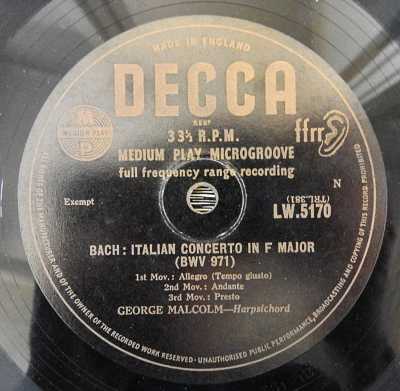 MADE IN ENGLAND
DECCA
REGD
33⅓ R.P.M.
ffrr
M
MEDIUM PLAY
P
MEDIUM PLAY MICROGROOVE
full frequency range recording
N
Exempt
(TRL.381)
LW.5170
BACH : ITALIAN CONCERTO IN F MAJOR
(BWV 971)
1st Mov. : Allegro (Tempo giusto)
2nd Mov. : Andante
3rd Mov. : Presto
GEORGE MALCOLM—Harpsichord
AND OF THE OWNER OF THE RECORDED WORK RESERVED · UNAUTHORISED PUBLIC PERFORMANCE, BROADCASTING AND COPYING OF THIS RECORD PROHIBITED